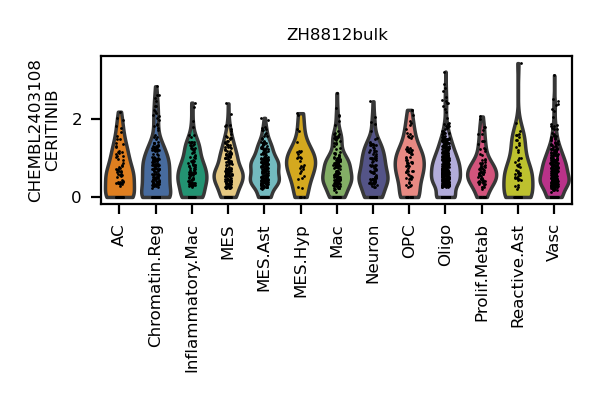 ZH8812bulk
CHEMBL2403108
CERITINIB
2
0
AC
Chromatin.Reg
Inflammatory.Mac
MES
MES.Ast
MES.Hyp
Mac
Neuron
OPC
Oligo
Prolif.Metab
Reactive.Ast
Vasc